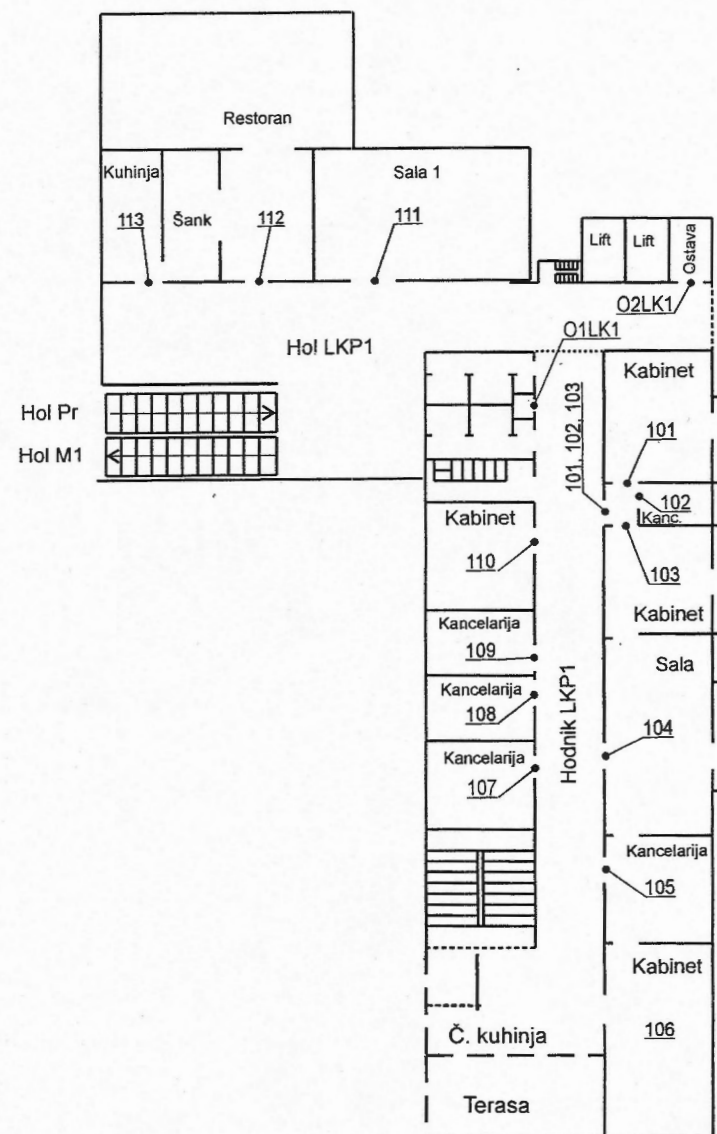 Restoran
Kuhinja
Sala 1
113
Šank
112
111
Lift
Lift
Ostava
O2LK1
Hol LKP1
O1LK1
Kabinet
Hol Pr
Hol M1
101, 102, 103
101
102
Kanc.
Kabinet
110
103
Kabinet
Kancelarija
109
Sala
Kancelarija
108
Hodnik LKP1
104
Kancelarija
107
Kancelarija
105
Kabinet
106
Č. kuhinja
Terasa